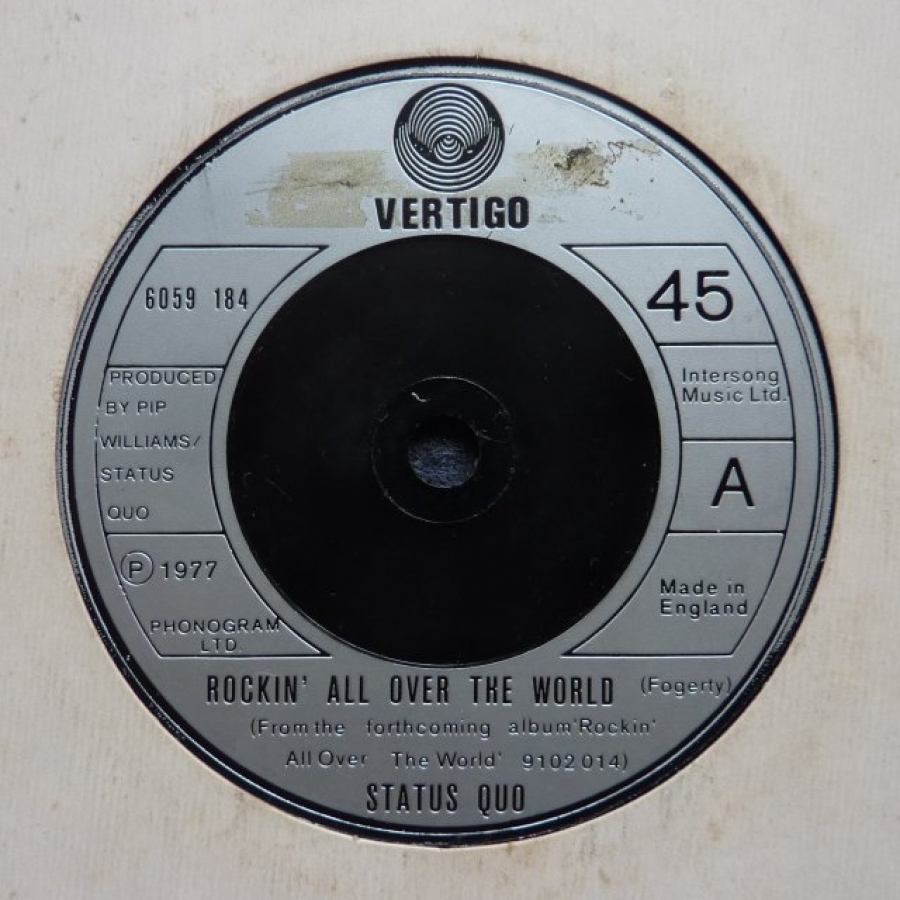 VERTIGO
6059 184
45
PRODUCED
BY PIP
WILLIAMS/
STATUS
QUO
Intersong
Music Ltd.
A
Ⓟ 1977
PHONOGRAM
LTD.
Made in
England
ROCKIN' ALL OVER THE WORLD (Fogerty)
(From the forthcoming album 'Rockin'
All Over The World' 9102 014)
STATUS QUO